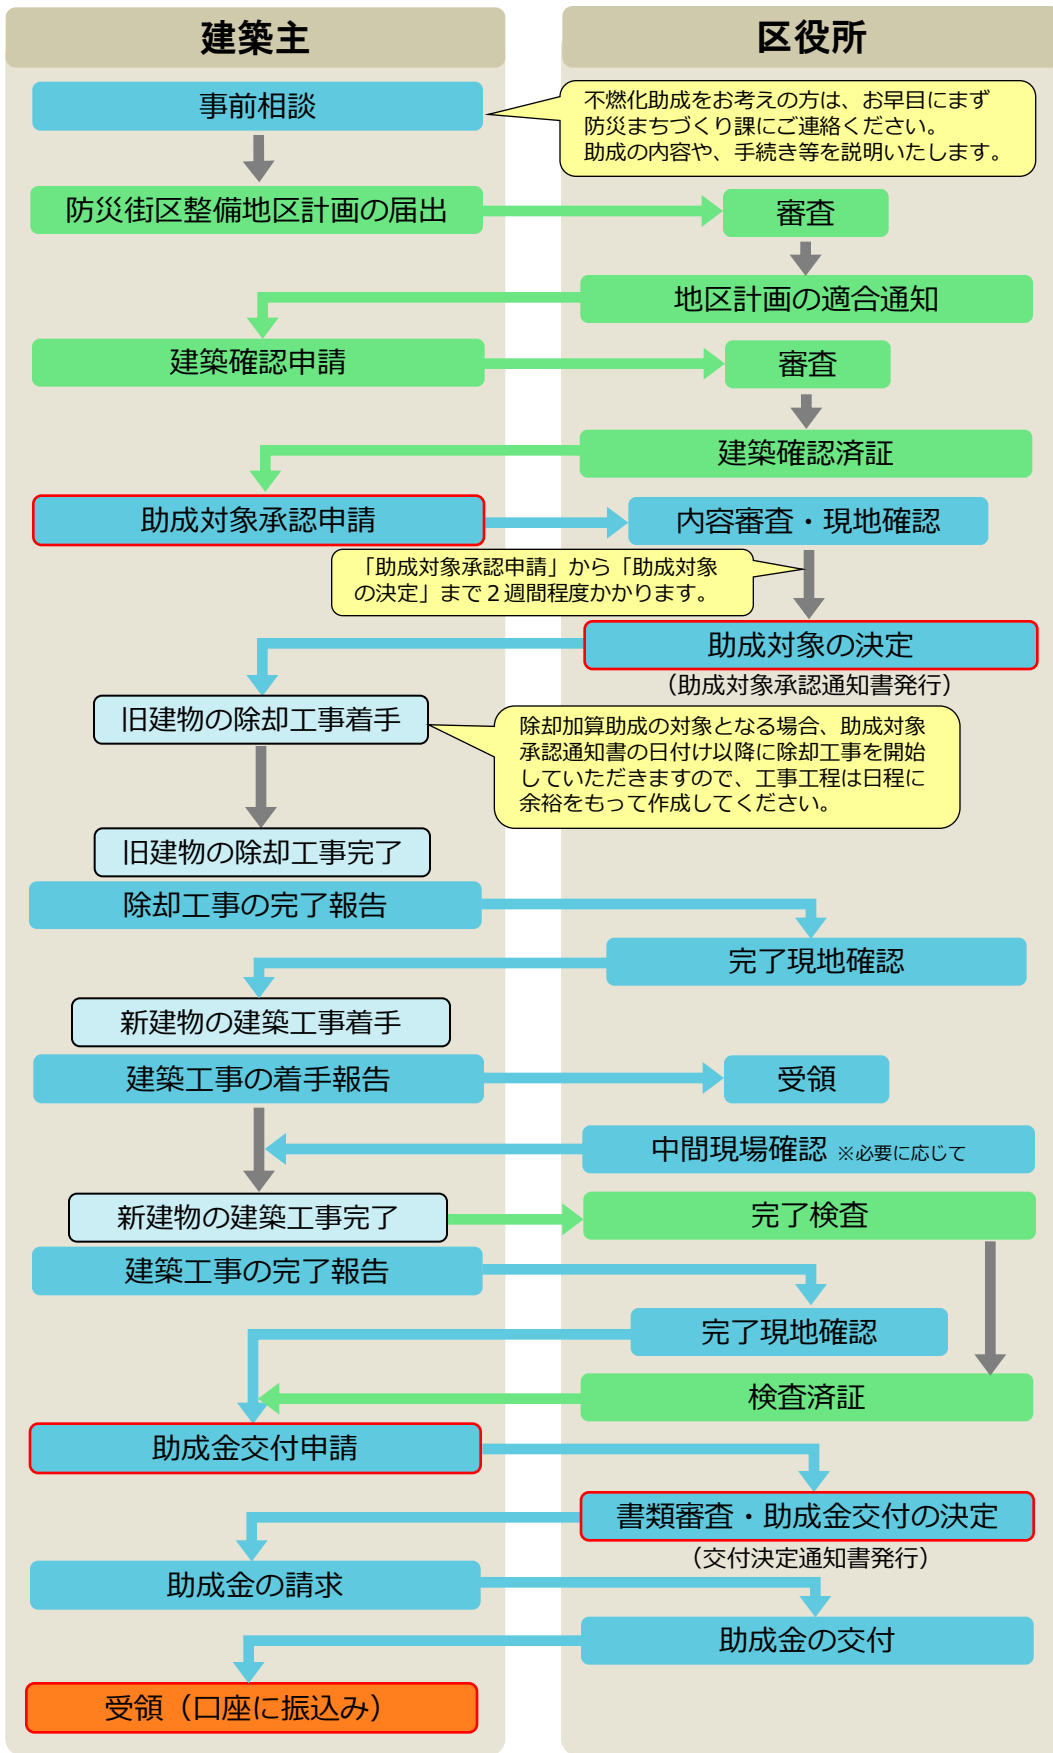 建築主
区役所
事前相談
不燃化助成をお考えの方は、お早目にまず
防災まちづくり課にご連絡ください。
助成の内容や、手続き等を説明いたします。
防災街区整備地区計画の届出
審査
地区計画の適合通知
建築確認申請
審査
建築確認済証
助成対象承認申請
内容審査・現地確認
「助成対象承認申請」から「助成対象
の決定」まで２週間程度かかります。
助成対象の決定
（助成対象承認通知書発行）
旧建物の除却工事着手
除却加算助成の対象となる場合、助成対象
承認通知書の日付け以降に除却工事を開始
していただきますので、工事工程は日程に
余裕をもって作成してください。
旧建物の除却工事完了
除却工事の完了報告
完了現地確認
新建物の建築工事着手
建築工事の着手報告
受領
中間現場確認 ※必要に応じて
新建物の建築工事完了
完了検査
建築工事の完了報告
完了現地確認
検査済証
助成金交付申請
書類審査・助成金交付の決定
（交付決定通知書発行）
助成金の請求
助成金の交付
受領（口座に振込み）